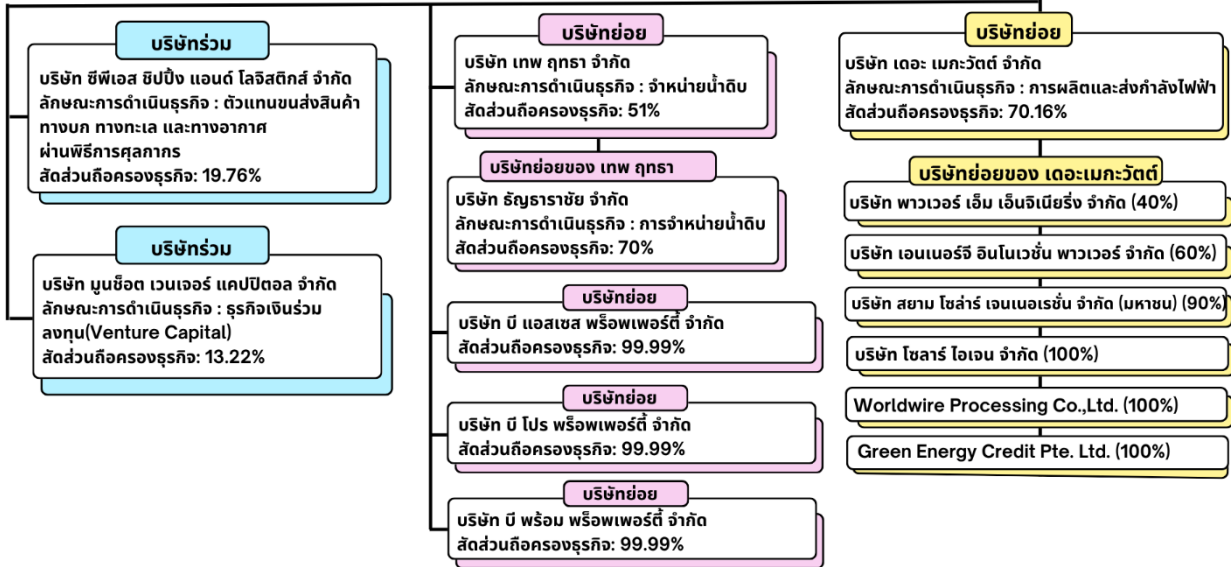 บริษัทร่วม
บริษัท ซีพีเอส ชิปปิ้ง แอนด์ โลจิสติกส์ จำกัด
ลักษณะการดำเนินธุรกิจ : ตัวแทนขนส่งสินค้า
ทางบก ทางทะเล และทางอากาศ
ผ่านพิธีการศุลกากร
สัดส่วนถือครองธุรกิจ: 19.76%
บริษัทร่วม
บริษัท มูนช็อต เวนเจอร์ แคปปิตอล จำกัด
ลักษณะการดำเนินธุรกิจ : ธุรกิจเงินร่วม
ลงทุน(Venture Capital)
สัดส่วนถือครองธุรกิจ: 13.22%
บริษัทย่อย
บริษัท เทพ ฤทธา จำกัด
ลักษณะการดำเนินธุรกิจ : จำหน่ายน้ำดิบ
สัดส่วนถือครองธุรกิจ : 51%
บริษัทย่อยของ เทพ ฤทธา
บริษัท ธัญธาราชัย จำกัด
ลักษณะการดำเนินธุรกิจ : การจำหน่ายน้ำดิบ
สัดส่วนถือครองธุรกิจ: 70%
บริษัทย่อย
บริษัท บี แอสเซส พร็อพเพอร์ตี้ จำกัด
สัดส่วนถือครองธุรกิจ: 99.99%
บริษัทย่อย
บริษัท บี โปร พร็อพเพอร์ตี้ จำกัด
สัดส่วนถือครองธุรกิจ: 99.99%
บริษัทย่อย
บริษัท บี พร้อม พร็อพเพอร์ตี้ จำกัด
สัดส่วนถือครองธุรกิจ: 99.99%
บริษัทย่อย
บริษัท เดอะ เมกะวัตต์ จำกัด
ลักษณะการดำเนินธุรกิจ : การผลิตและส่งกำลังไฟฟ้า
สัดส่วนถือครองธุรกิจ: 70.16%
บริษัทย่อยของ เดอะเมกะวัตต์
บริษัท พาวเวอร์ เอ็ม เอ็นจิเนียริ่ง จำกัด (40%)
บริษัท เอนเนอร์จี อินโนเวชั่น พาวเวอร์ จำกัด (60%)
บริษัท สยาม โซล่าร์ เจนเนอเรชั่น จำกัด (มหาชน) (90%)
บริษัท โซลาร์ ไอเจน จำกัด (100%)
Worldwire Processing Co.,Ltd. (100%)
Green Energy Credit Pte. Ltd. (100%)